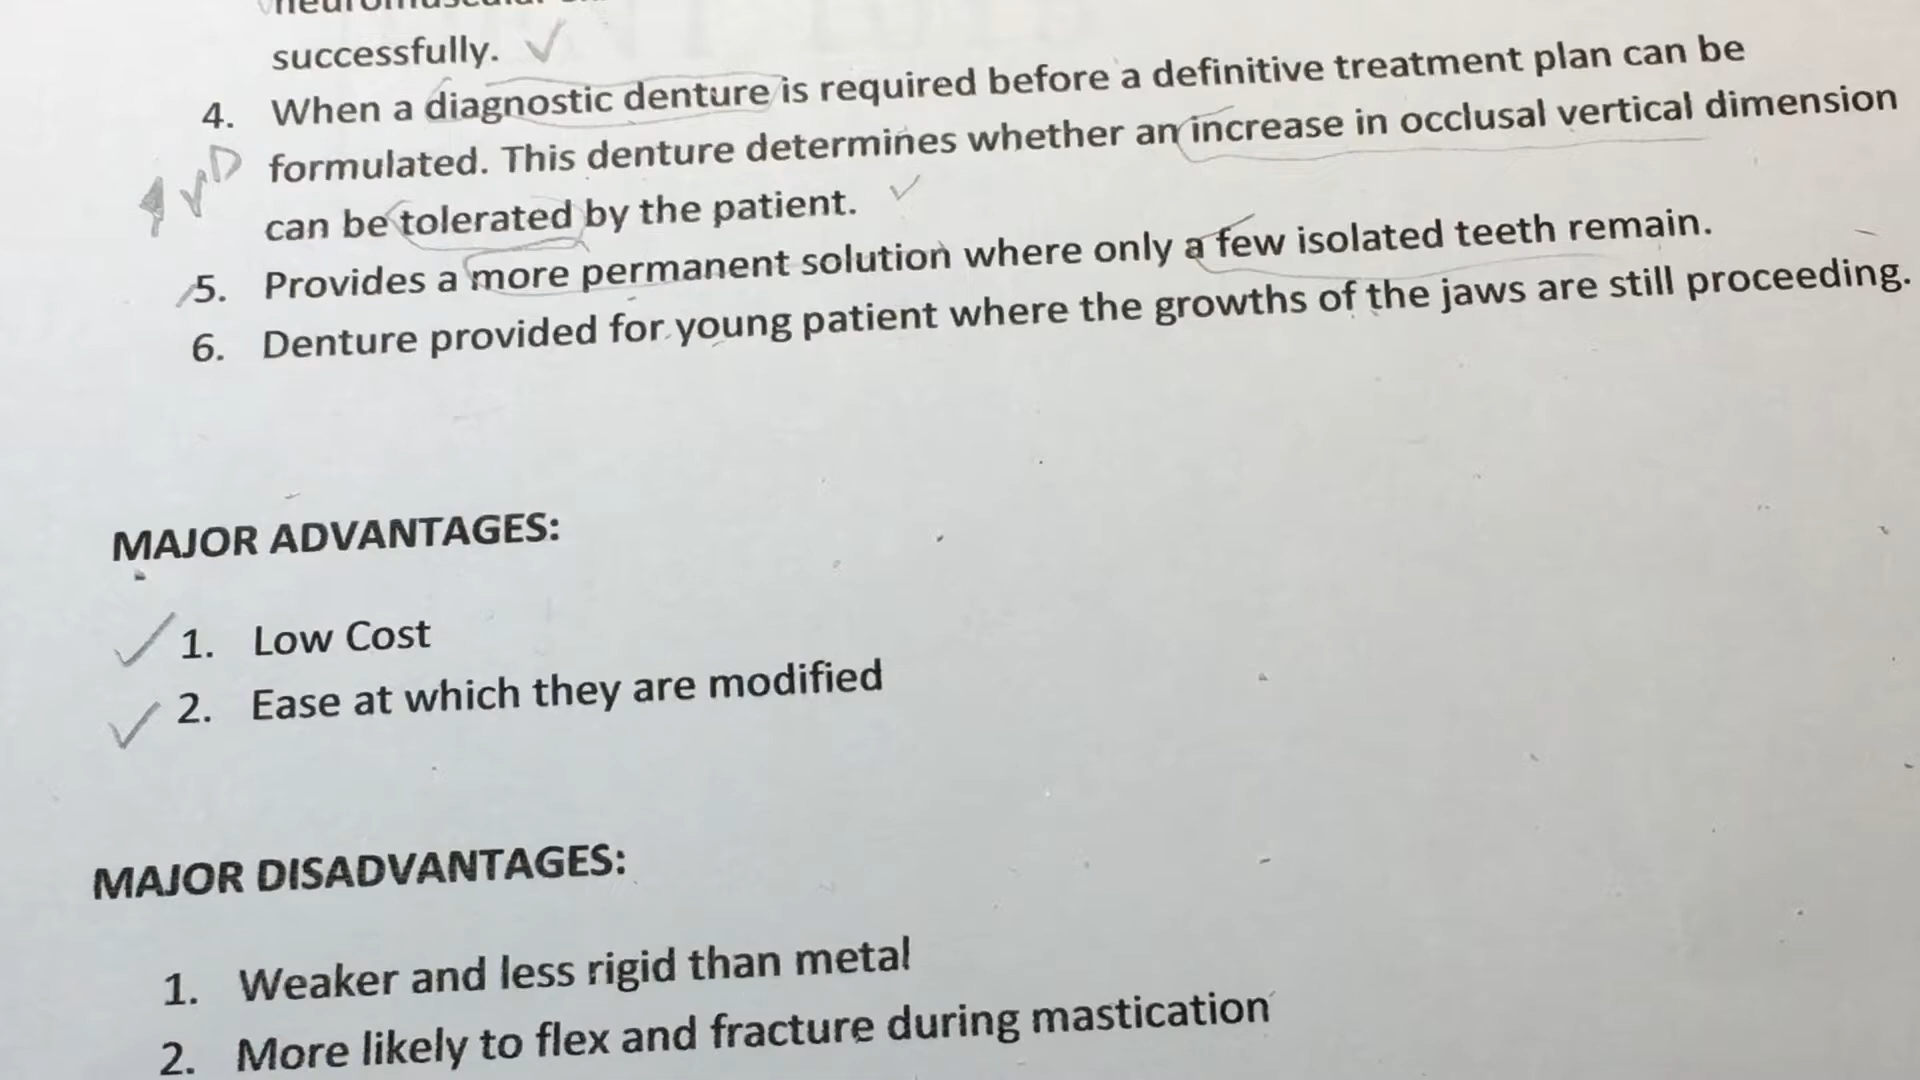 successfully.
4. When a diagnostic denture is required before a definitive treatment plan can be
formulated. This denture determines whether an increase in occlusal vertical dimension
can be tolerated by the patient.
5. Provides a more permanent solution where only a few isolated teeth remain.
6. Denture provided for young patient where the growths of the jaws are still proceeding.
MAJOR ADVANTAGES:
1. Low Cost
2. Ease at which they are modified
MAJOR DISADVANTAGES:
1. Weaker and less rigid than metal
2. More likely to flex and fracture during mastication